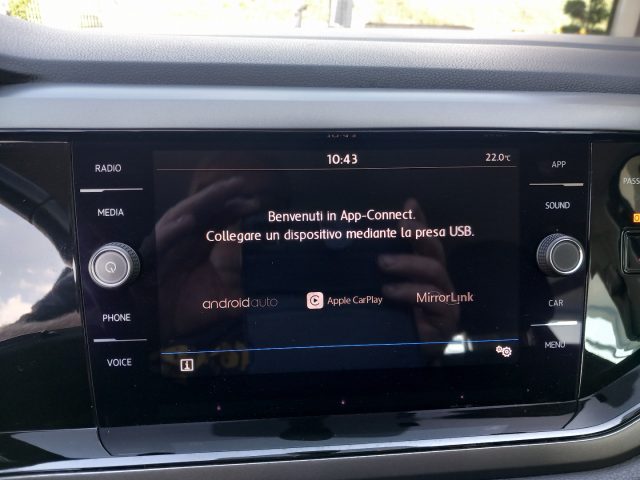 10:43
22.0°C
RADIO
MEDIA
PHONE
VOICE
APP
SOUND
CAR
MENU
Benvenuti in App-Connect.
Collegare un dispositivo mediante la presa USB.
androidauto
Apple CarPlay
MirrorLink
PASS